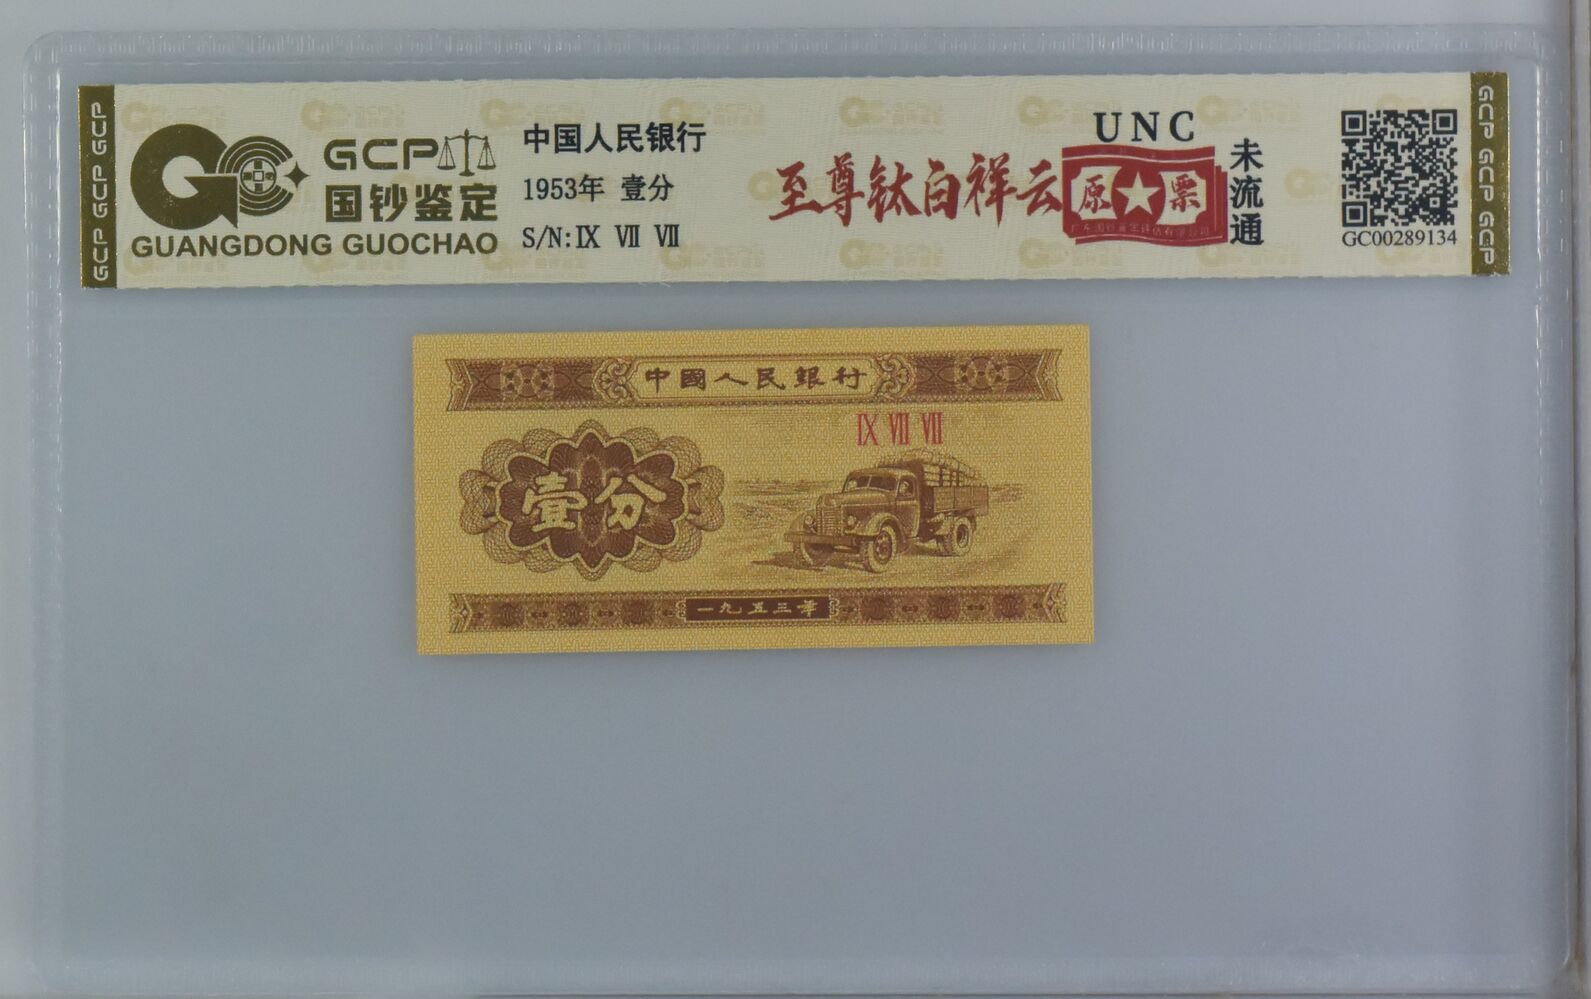 GCP GCP GCP
GCP
国钞鉴定
GUANGDONG GUOCHAO
中国人民银行
1953年 壹分
S/N:IX VII VII
至尊钛白祥云
原★票
UNC
未流通
GC00289134
GCP GCP GCP
中國人民銀行
IX VII VII
壹分
一九五三年